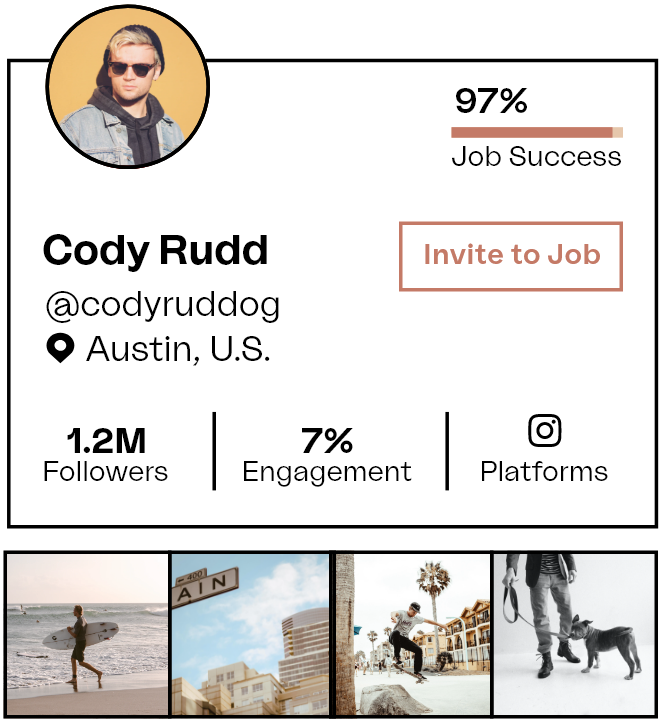 97%
Job Success
Cody Rudd
Invite to Job
@codyruddog
Austin, U.S.
1.2M
Followers
7%
Engagement
Platforms
400
AIN